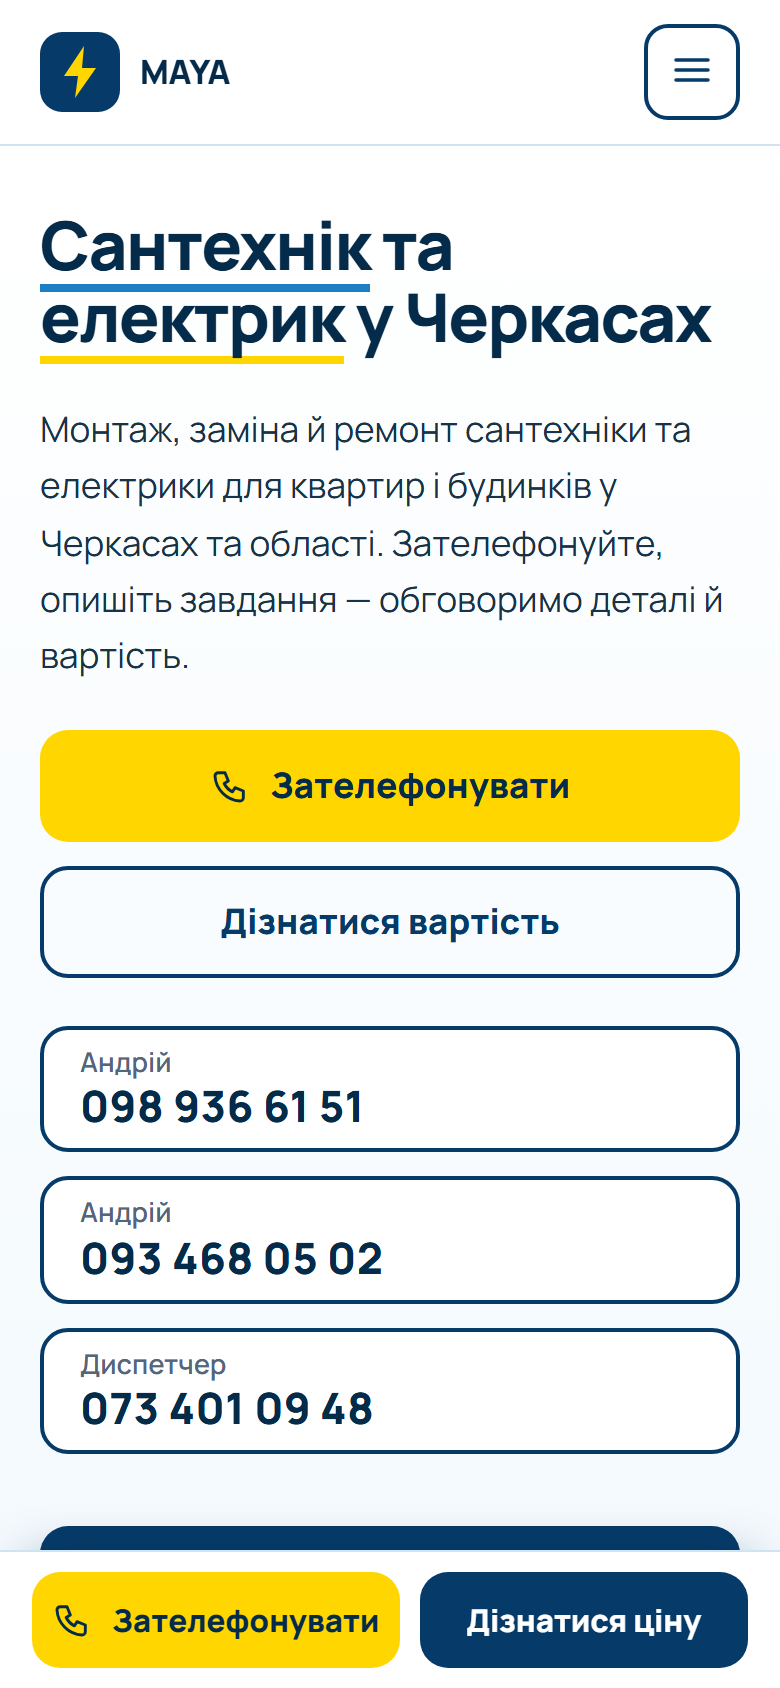 MAYA
Сантехнік та
електрик у Черкасах
Монтаж, заміна й ремонт сантехніки та
електрики для квартир і будинків у
Черкасах та області. Зателефонуйте,
опишіть завдання — обговоримо деталі й
вартість.
Зателефонувати
Дізнатися вартість
Андрій
098 936 61 51
Андрій
093 468 05 02
Диспетчер
073 401 09 48
Зателефонувати
Дізнатися ціну